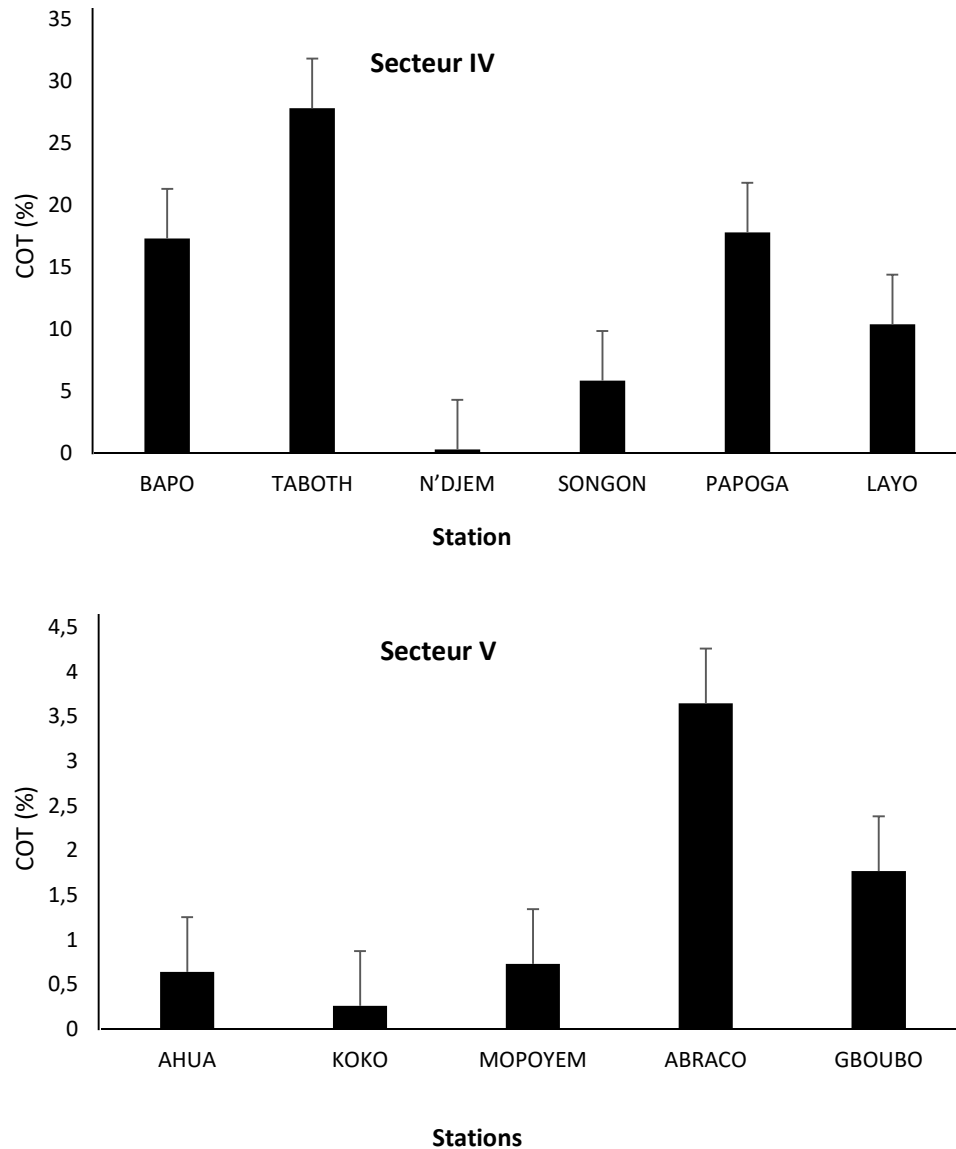 Secteur IV
COT (%)
35
30
25
20
15
10
5
0
BAPO TABOTH N’DJEM SONGON PAPOGA LAYO
Station
Secteur V
COT (%)
4,5
4
3,5
3
2,5
2
1,5
1
0,5
0
AHUA KOKO MOPOYEM ABRACO GBOUBO
Stations